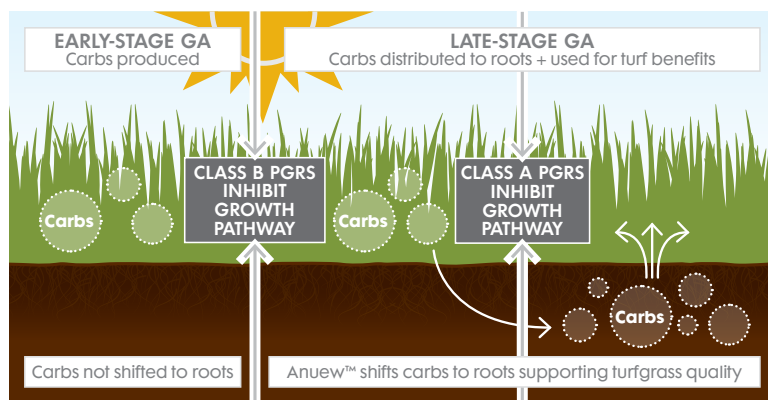 EARLY-STAGE GA
Carbs produced
LATE-STAGE GA
Carbs distributed to roots + used for turf benefits
CLASS B PGRS
INHIBIT
GROWTH
PATHWAY
CLASS A PGRS
INHIBIT
GROWTH
PATHWAY
Carbs
Carbs
Carbs
Carbs not shifted to roots
Anuew™ shifts carbs to roots supporting turfgrass quality